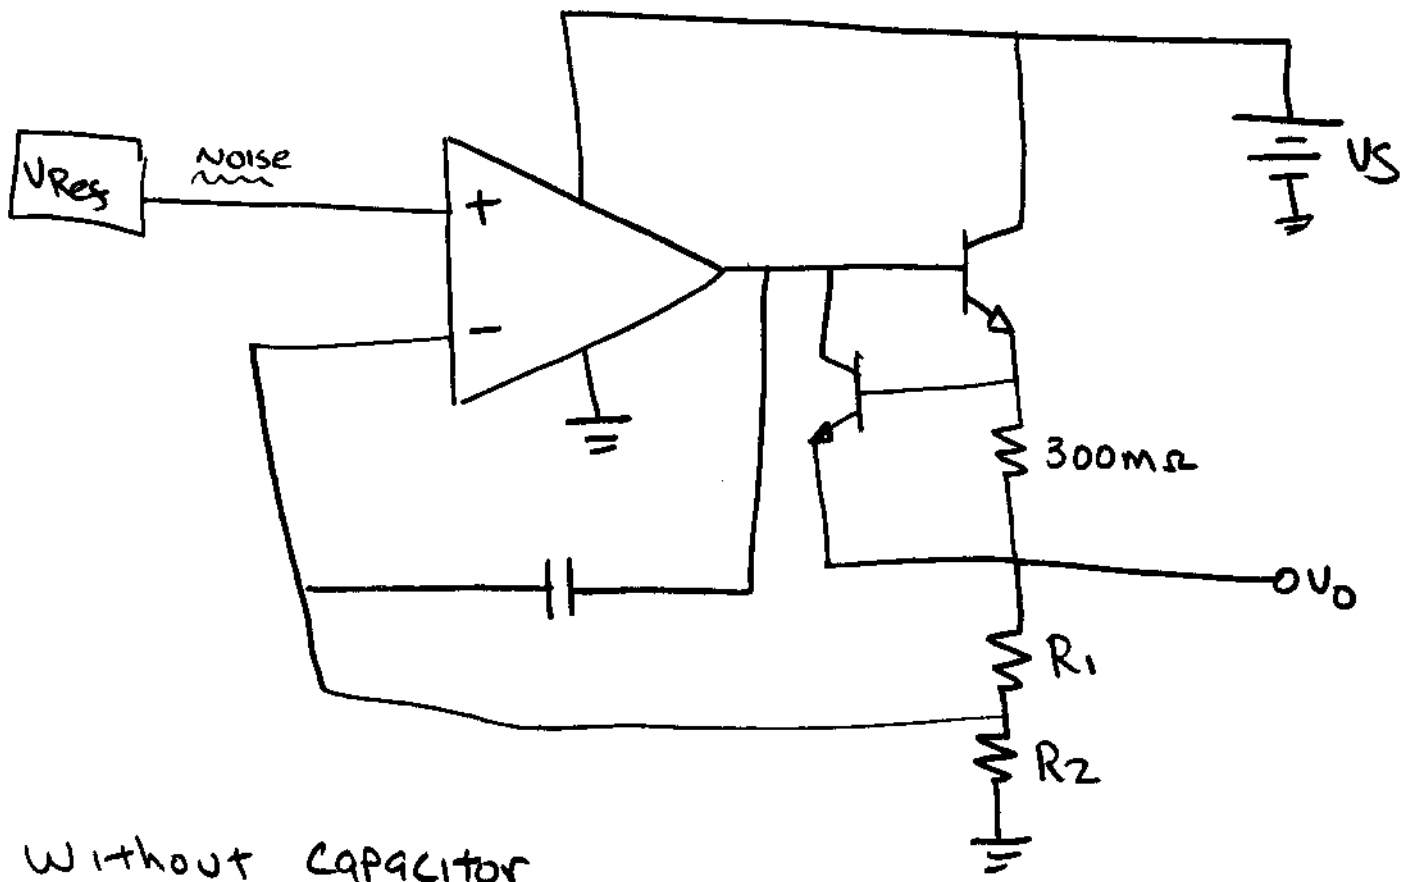 VRef
Noise
+
-
VS
300mΩ
VO
R1
R2
Without Capacitor